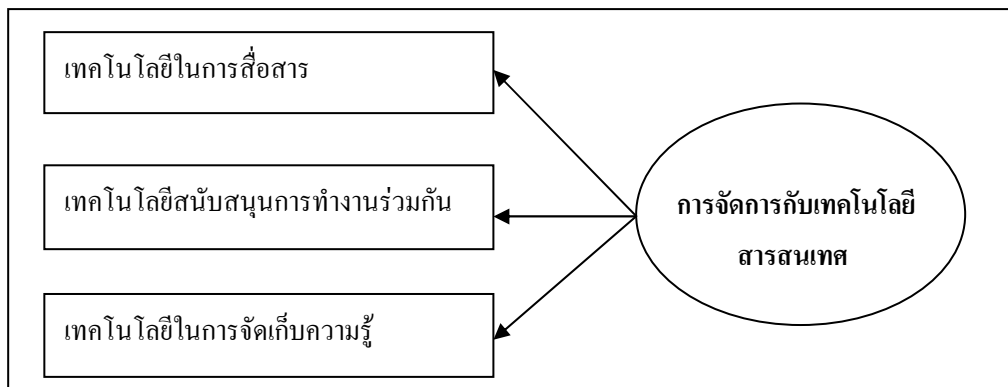 เทคโนโลยีในการสื่อสาร
เทคโนโลยีสนับสนุนการทำงานร่วมกัน
เทคโนโลยีในการจัดเก็บความรู้
การจัดการกับเทคโนโลยี
สารสนเทศ